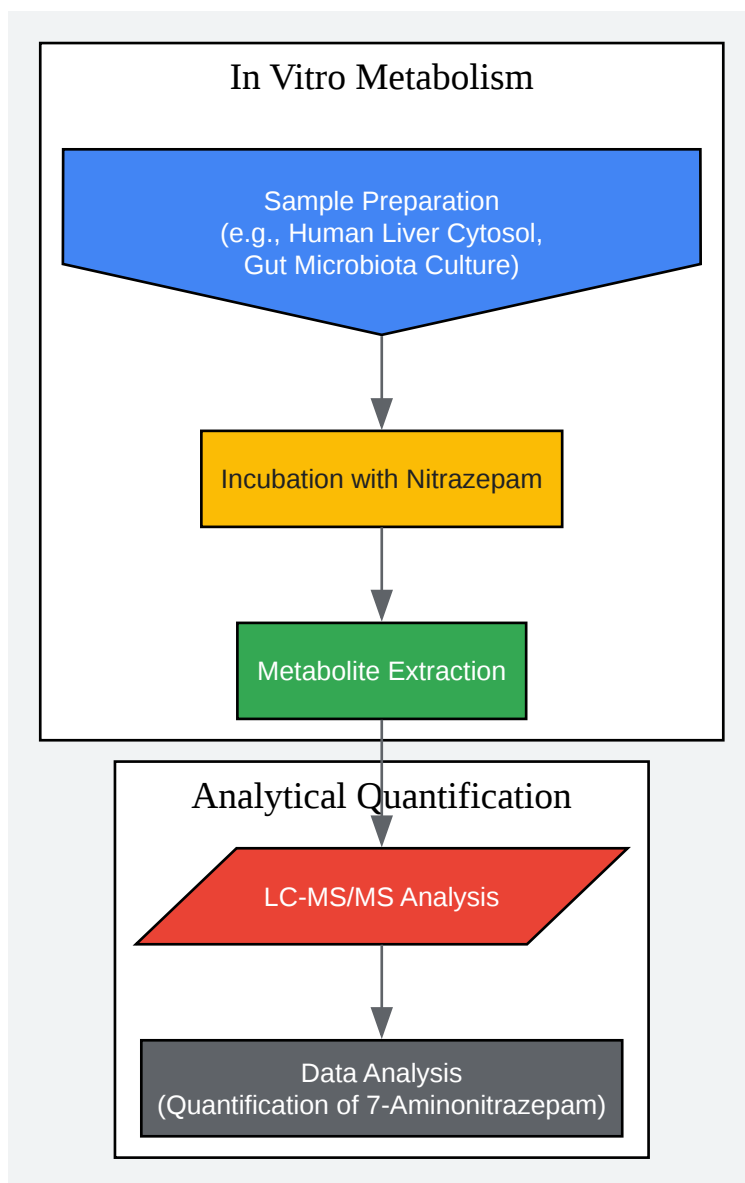 In Vitro Metabolism
Sample Preparation
(e.g., Human Liver Cytosol,
Gut Microbiota Culture)
Incubation with Nitrazepam
Metabolite Extraction
Analytical Quantification
LC-MS/MS Analysis
Data Analysis
(Quantification of 7-Aminonitrazepam)